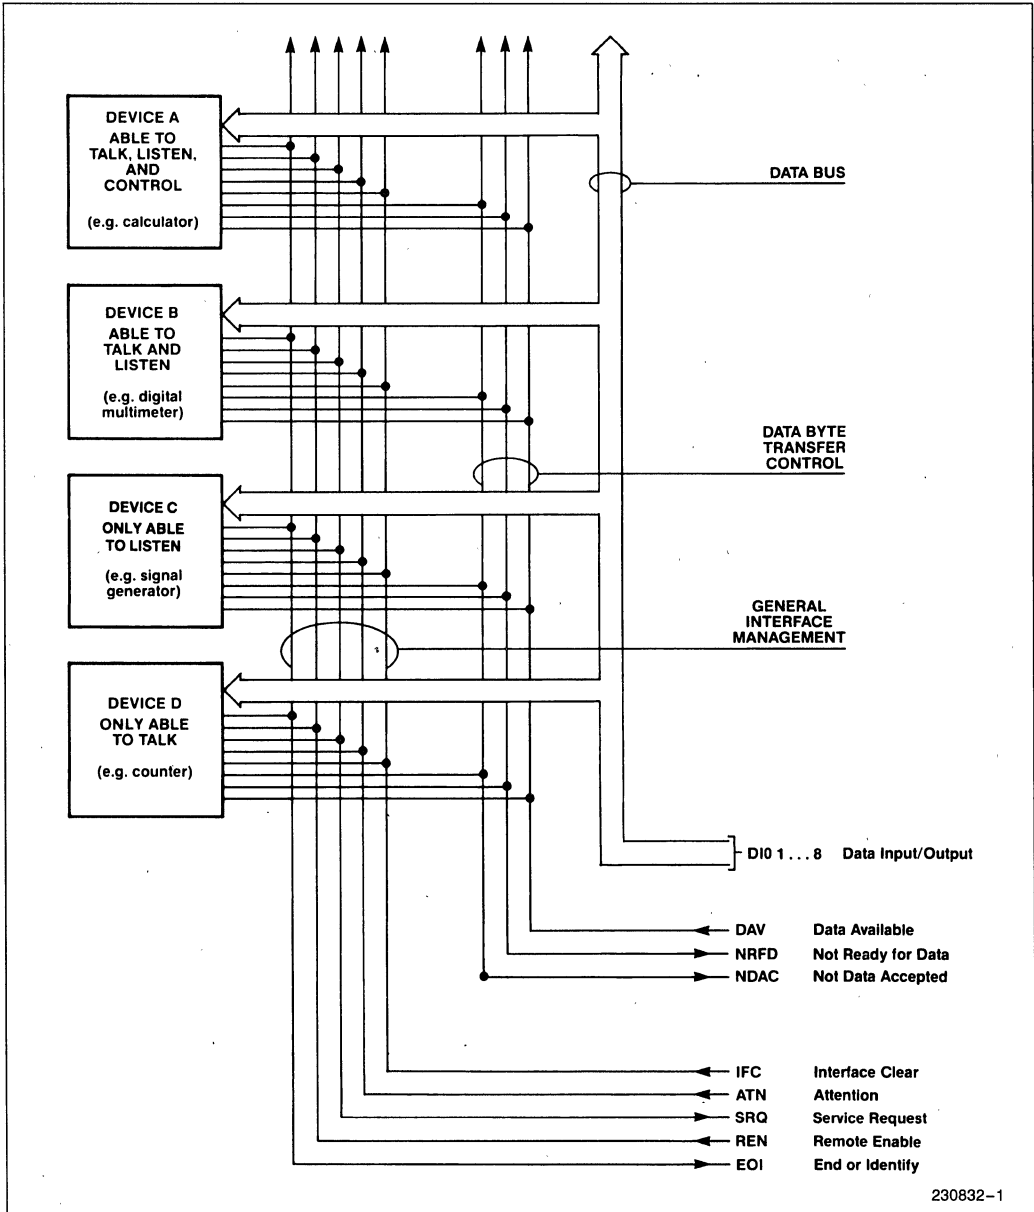 DEVICE A
ABLE TO
TALK, LISTEN,
AND
CONTROL
(e.g. calculator)
DATA BUS
DEVICE B
ABLE TO
TALK AND
LISTEN
(e.g. digital
multimeter)
DATA BYTE
TRANSFER
CONTROL
DEVICE C
ONLY ABLE
TO LISTEN
(e.g. signal
generator)
GENERAL
INTERFACE
MANAGEMENT
DEVICE D
ONLY ABLE
TO TALK
(e.g. counter)
DI0 1 . . . 8 Data Input/Output
DAV Data Available
NRFD Not Ready for Data
NDAC Not Data Accepted
IFC Interface Clear
ATN Attention
SRQ Service Request
REN Remote Enable
EOI End or Identify
230832–1